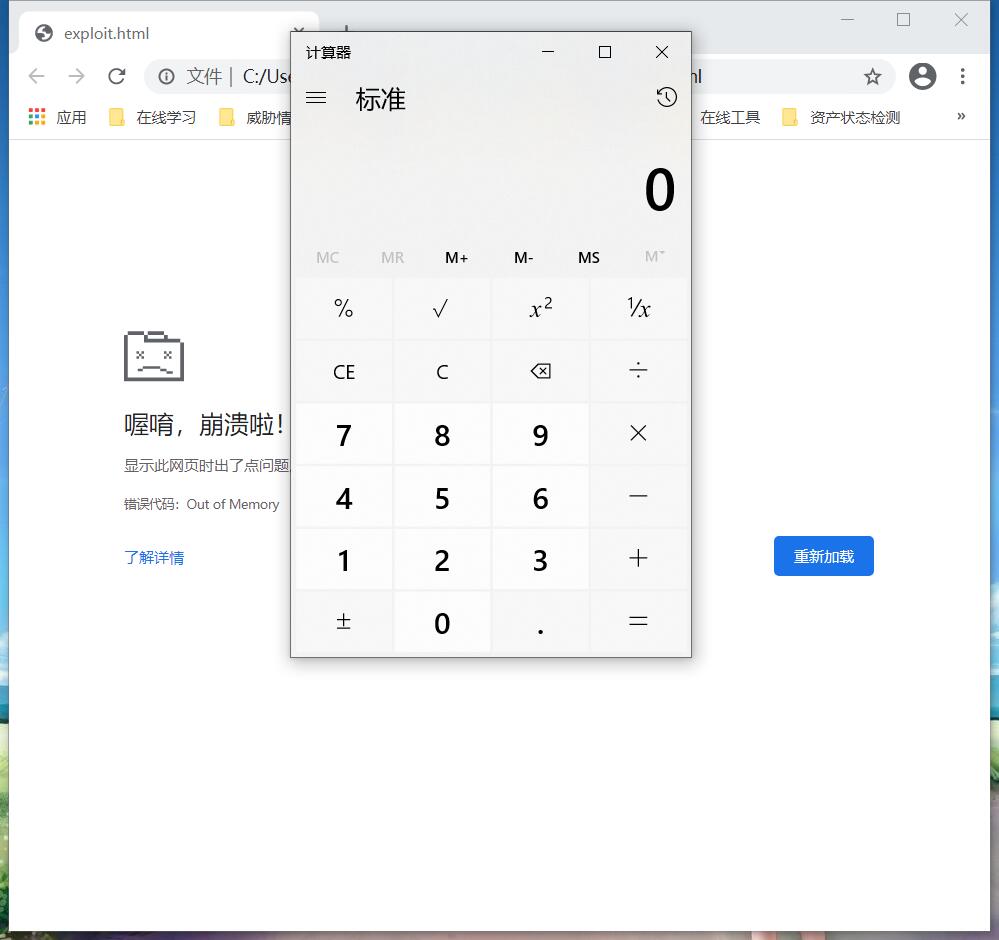 exploit.html
文件 | C:/Use
应用 在线学习 威胁情 在线工具 资产状态检测 »
计算器
标准
0
MC MR M+ M- MS M˅
% √ x² ¹/x
CE C ÷
7 8 9 ×
4 5 6 −
1 2 3 +
± 0 . =
喔唷，崩溃啦！
显示此网页时出了点问题
错误代码：Out of Memory
了解详情
重新加载